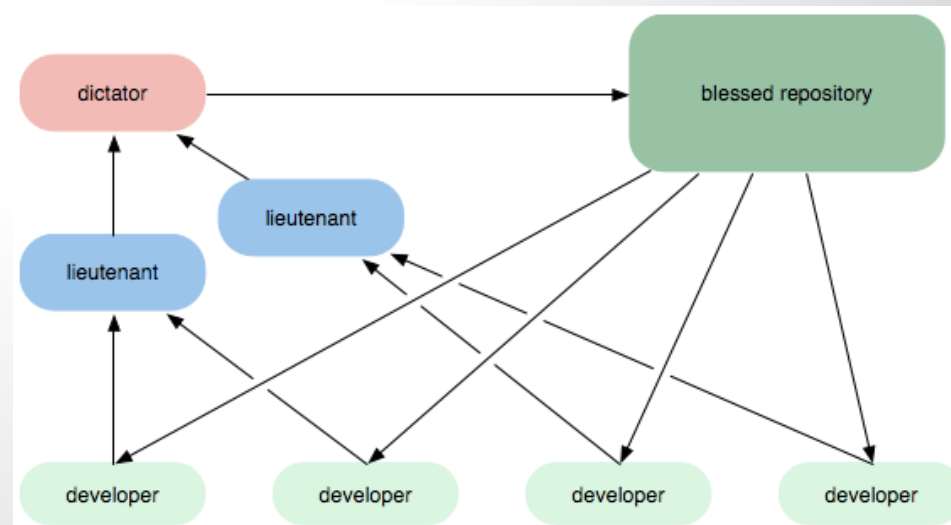 dictator
blessed repository
lieutenant
lieutenant
developer
developer
developer
developer